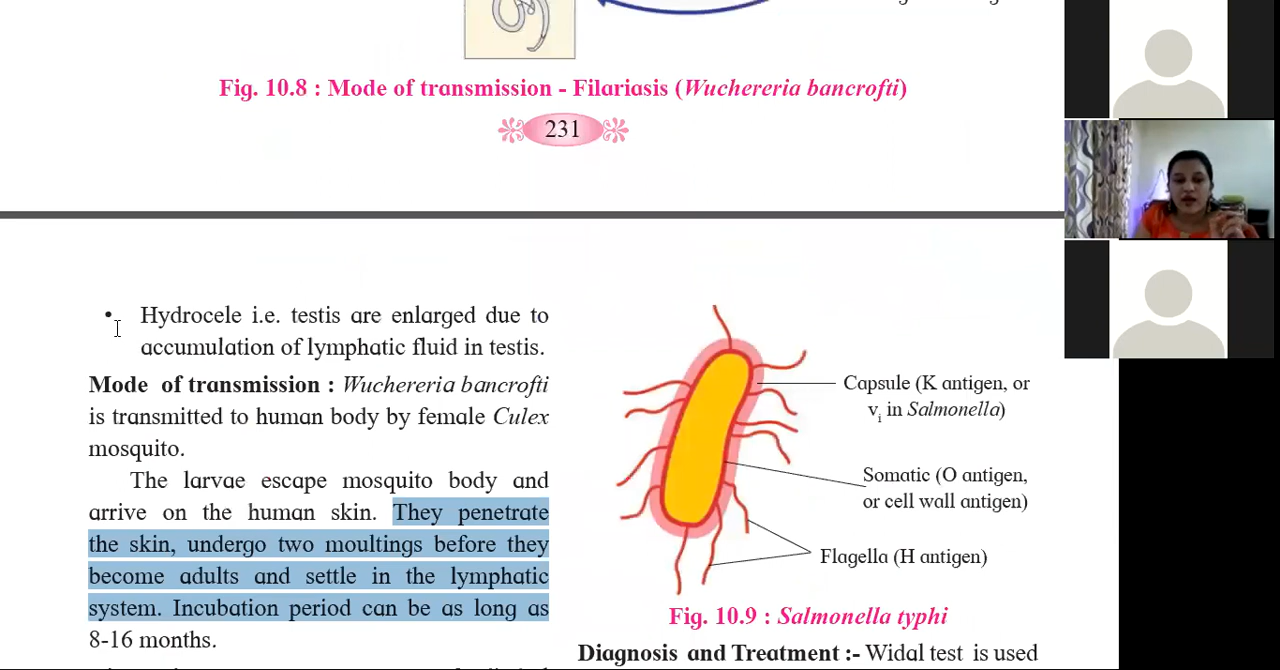 Fig. 10.8 : Mode of transmission - Filariasis (Wuchereria bancrofti)
231
• Hydrocele i.e. testis are enlarged due to
accumulation of lymphatic fluid in testis.
Mode of transmission : Wuchereria bancrofti
is transmitted to human body by female Culex
mosquito.
The larvae escape mosquito body and
arrive on the human skin. They penetrate
the skin, undergo two moultings before they
become adults and settle in the lymphatic
system. Incubation period can be as long as
8-16 months.
Capsule (K antigen, or
vi in Salmonella)
Somatic (O antigen,
or cell wall antigen)
Flagella (H antigen)
Fig. 10.9 : Salmonella typhi
Diagnosis and Treatment :- Widal test is used